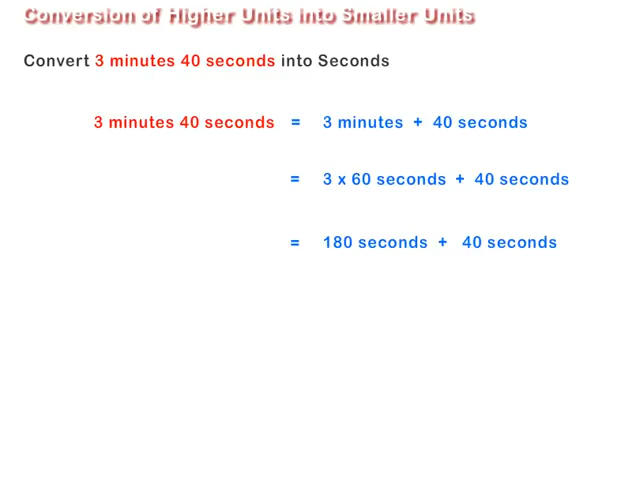 Conversion of Higher Units into Smaller Units
Convert 3 minutes 40 seconds into Seconds
3 minutes 40 seconds = 3 minutes + 40 seconds
= 3 x 60 seconds + 40 seconds
= 180 seconds + 40 seconds